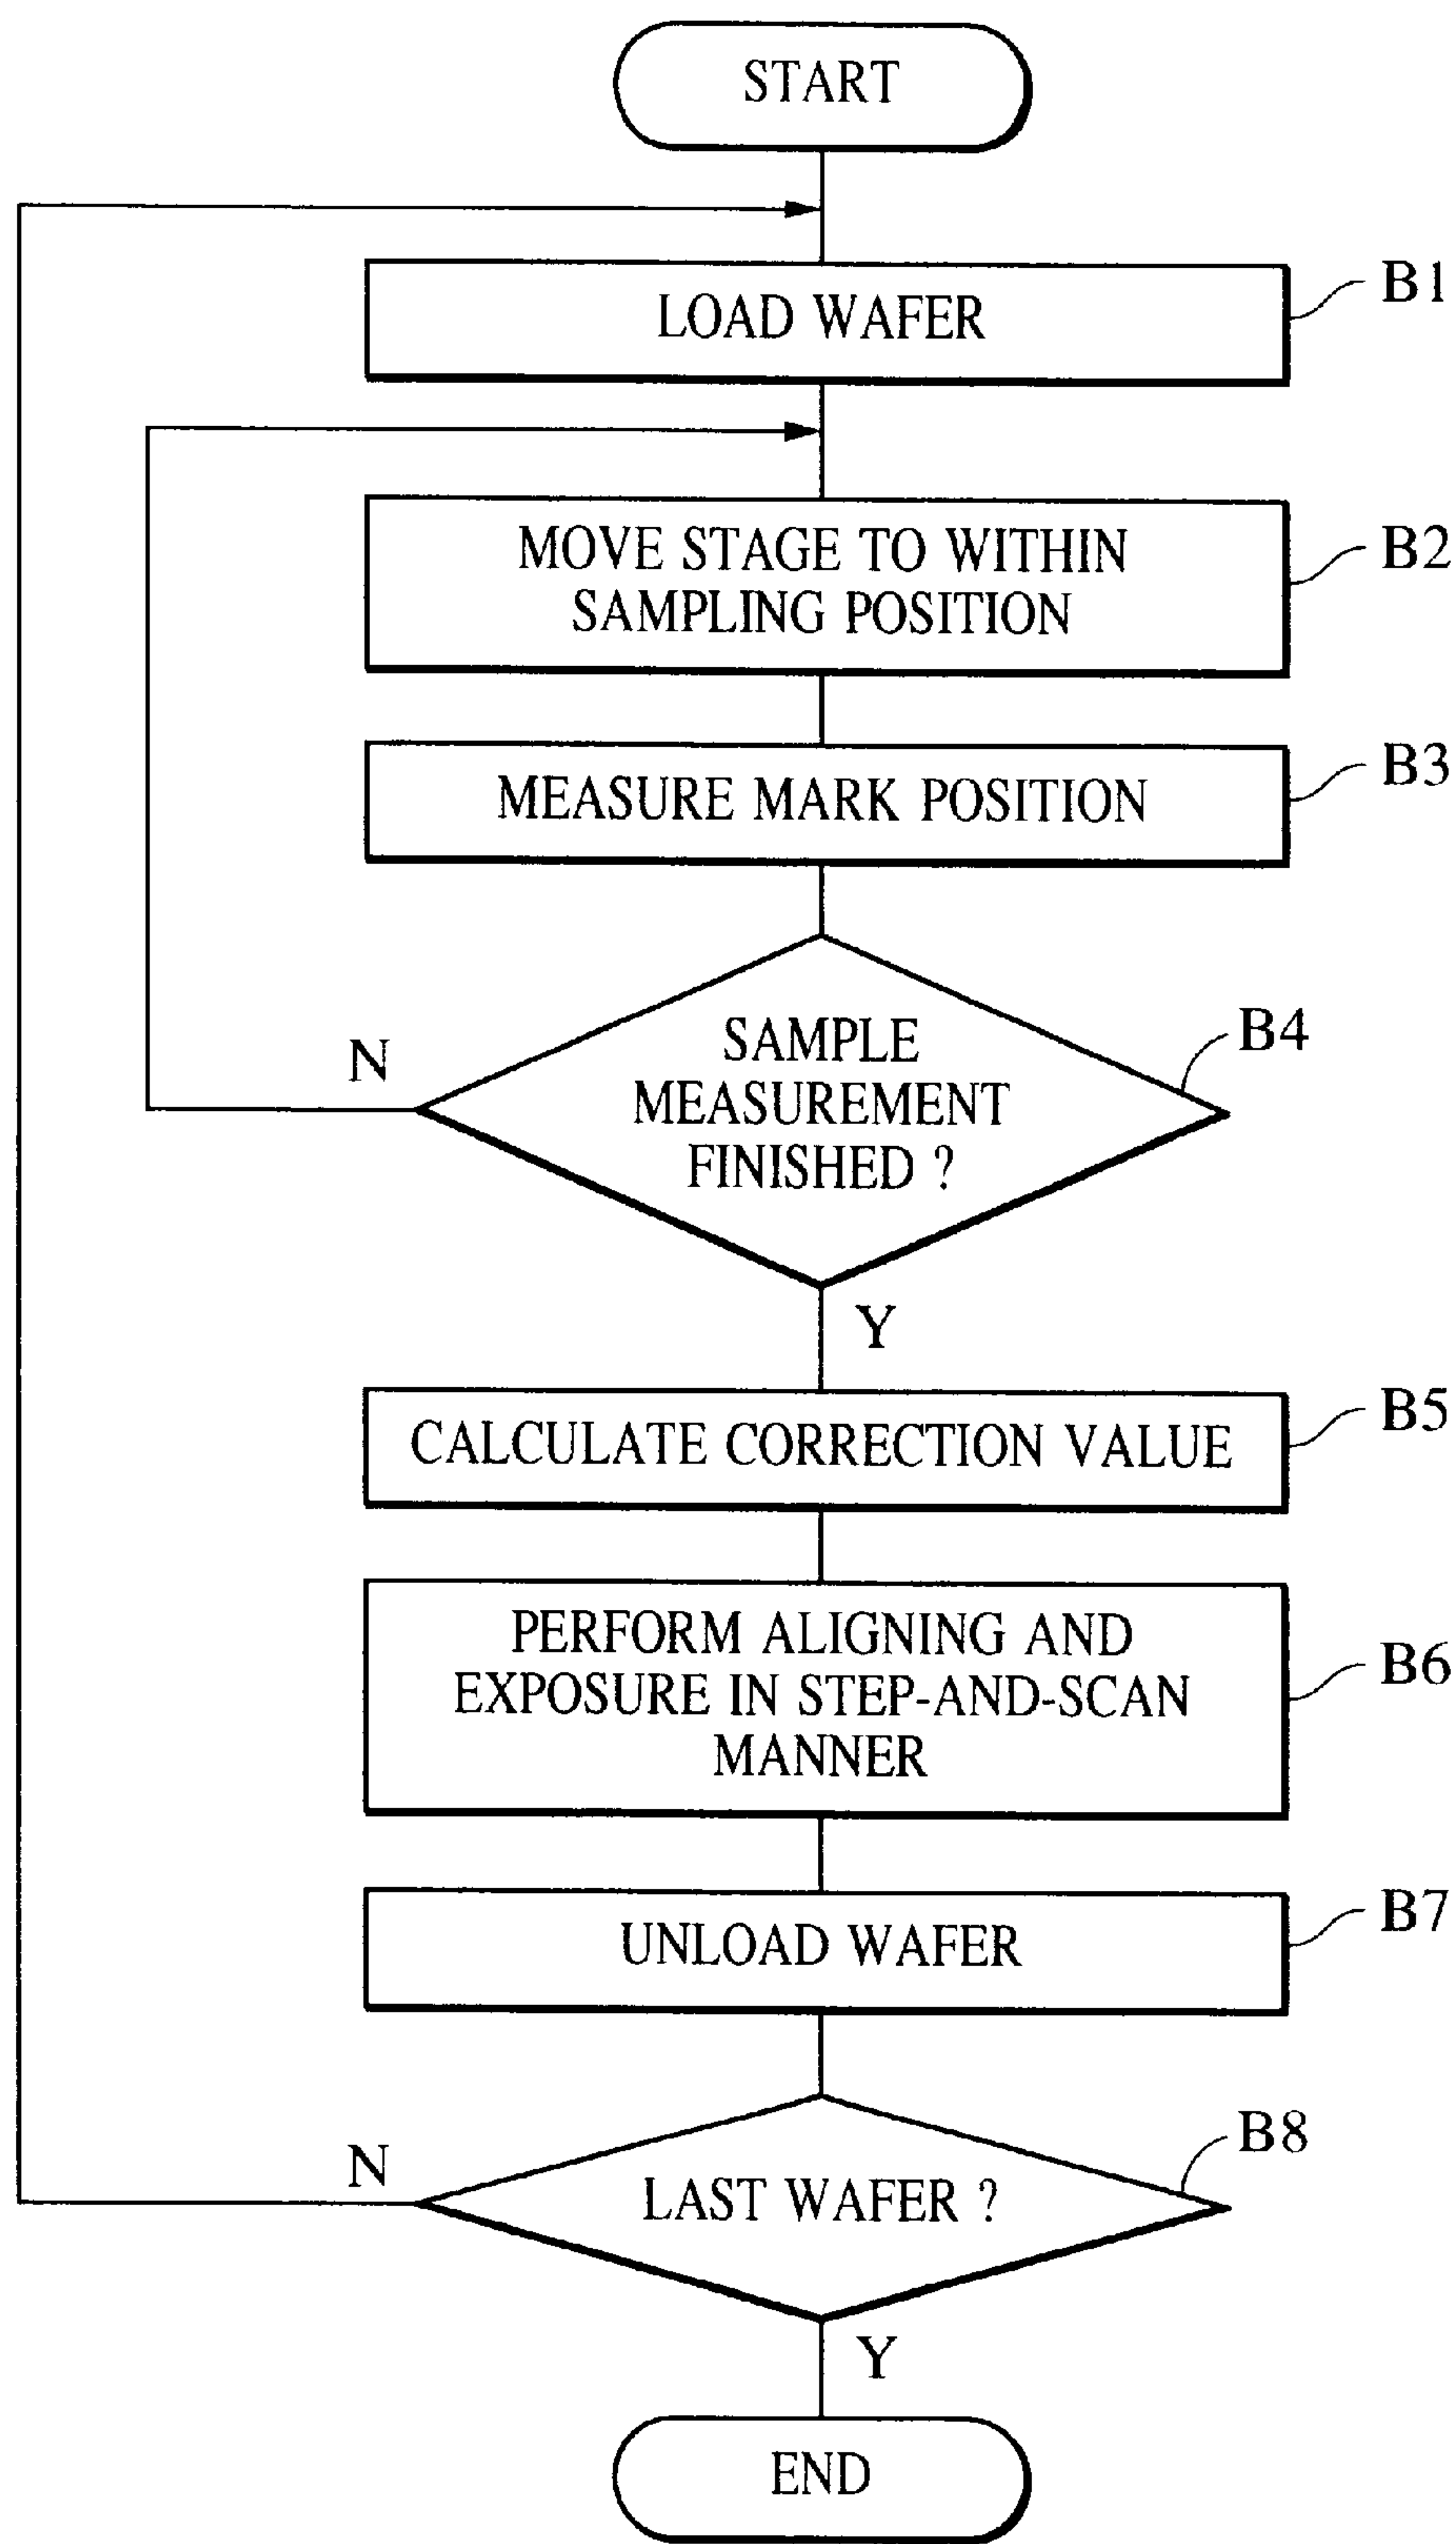 START
LOAD WAFER
B1
MOVE STAGE TO WITHIN
SAMPLING POSITION
B2
MEASURE MARK POSITION
B3
SAMPLE
MEASUREMENT
FINISHED ?
B4
N
Y
CALCULATE CORRECTION VALUE
B5
PERFORM ALIGNING AND
EXPOSURE IN STEP-AND-SCAN
MANNER
B6
UNLOAD WAFER
B7
LAST WAFER ?
B8
N
Y
END